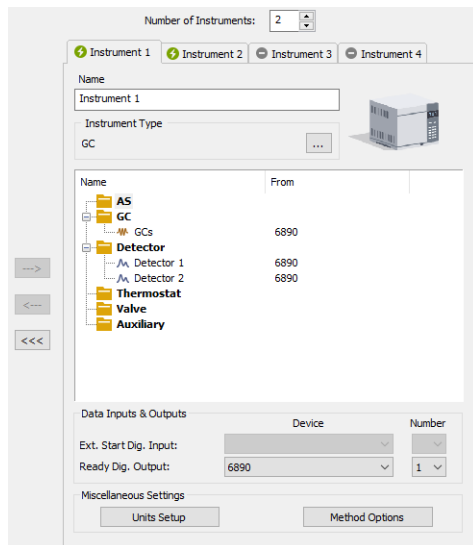 Number of Instruments: 2
Instrument 1 Instrument 2 Instrument 3 Instrument 4
Name
Instrument 1
Instrument Type
GC ...
Name From
AS
GC
GCs 6890
Detector
Detector 1 6890
Detector 2 6890
Thermostat
Valve
Auxiliary
--->
<---
<<<
Data Inputs & Outputs
Device Number
Ext. Start Dig. Input:
Ready Dig. Output: 6890 1
Miscellaneous Settings
Units Setup Method Options